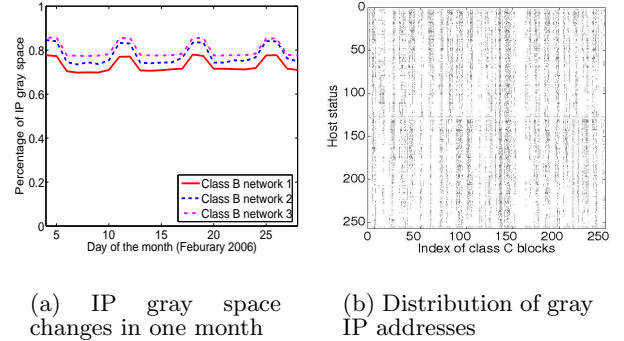 1
0.8
0.6
0.4
0.2
0
Percentage of IP gray space
Class B network 1
Class B network 2
Class B network 3
5 10 15 20 25
Day of the month (Feburary 2006)
0
50
100
150
200
250
Host status
0 50 100 150 200 250
Index of class C blocks
(a) IP gray space
changes in one month
(b) Distribution of gray
IP addresses